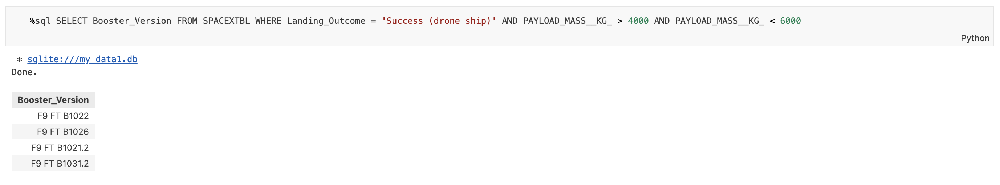 %sql SELECT Booster_Version FROM SPACEXTBL WHERE Landing_Outcome = 'Success (drone ship)' AND PAYLOAD_MASS__KG_ > 4000 AND PAYLOAD_MASS__KG_ < 6000
Python
* sqlite:///my_data1.db
Done.
Booster_Version
F9 FT B1022
F9 FT B1026
F9 FT B1021.2
F9 FT B1031.2